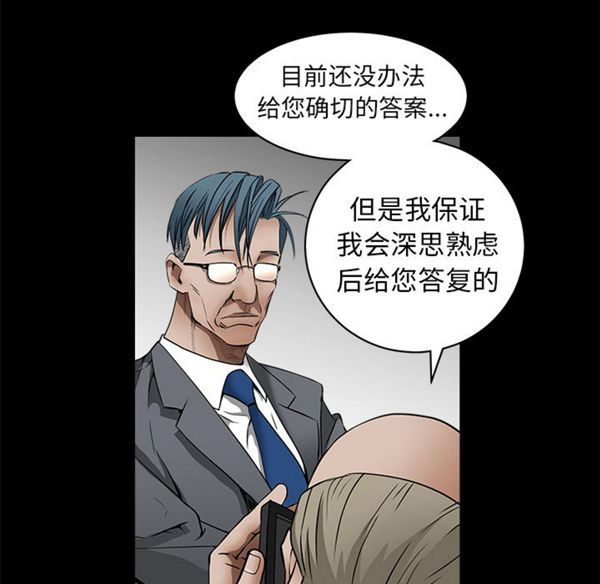 目前还没办法
给您确切的答案...
但是我保证
我会深思熟虑
后给您答复的